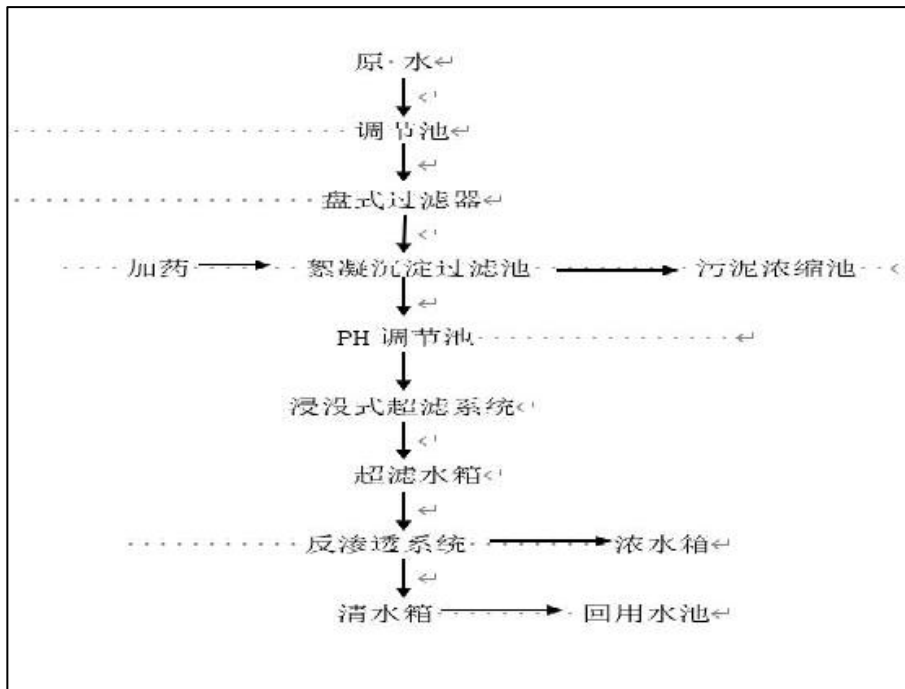 原 水
调节池
盘式过滤器
加药 絮凝沉淀过滤池 污泥浓缩池
PH 调节池
浸没式超滤系统
超滤水箱
反渗透系统 浓水箱
清水箱 回用水池